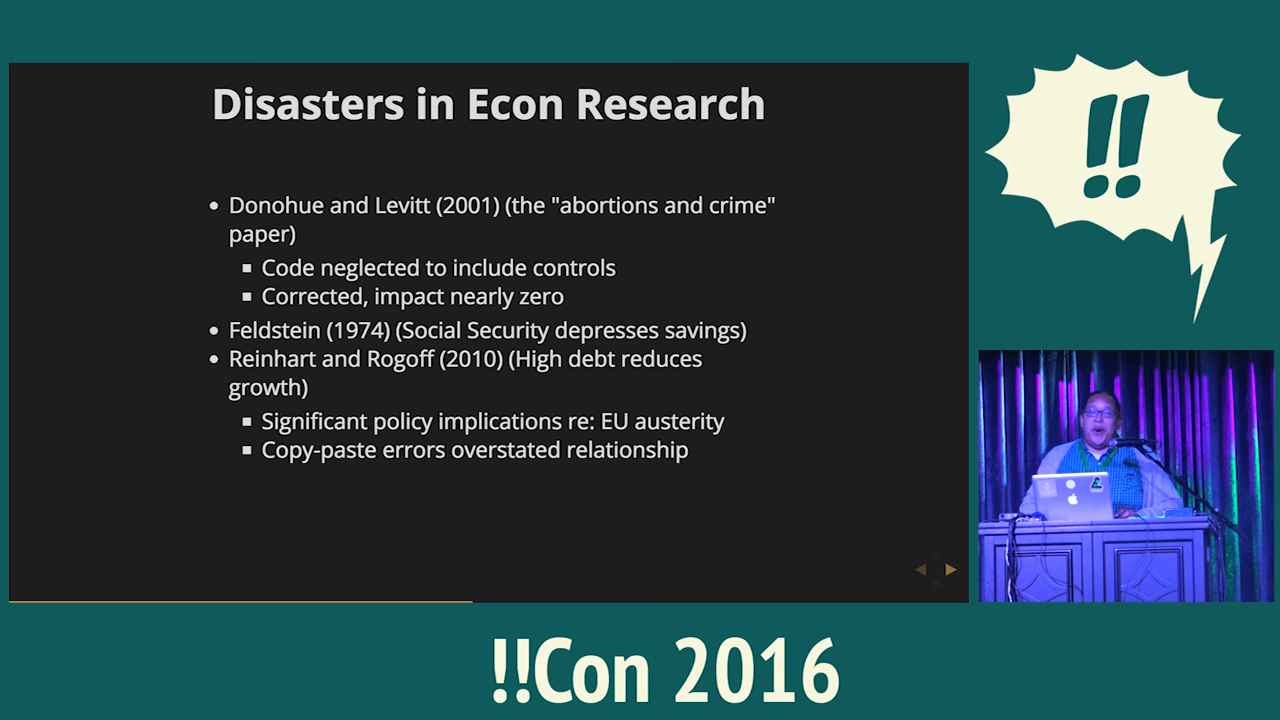 Disasters in Econ Research
• Donohue and Levitt (2001) (the "abortions and crime"
paper)
▪ Code neglected to include controls
▪ Corrected, impact nearly zero
• Feldstein (1974) (Social Security depresses savings)
• Reinhart and Rogoff (2010) (High debt reduces
growth)
▪ Significant policy implications re: EU austerity
▪ Copy-paste errors overstated relationship
!!
!!Con 2016